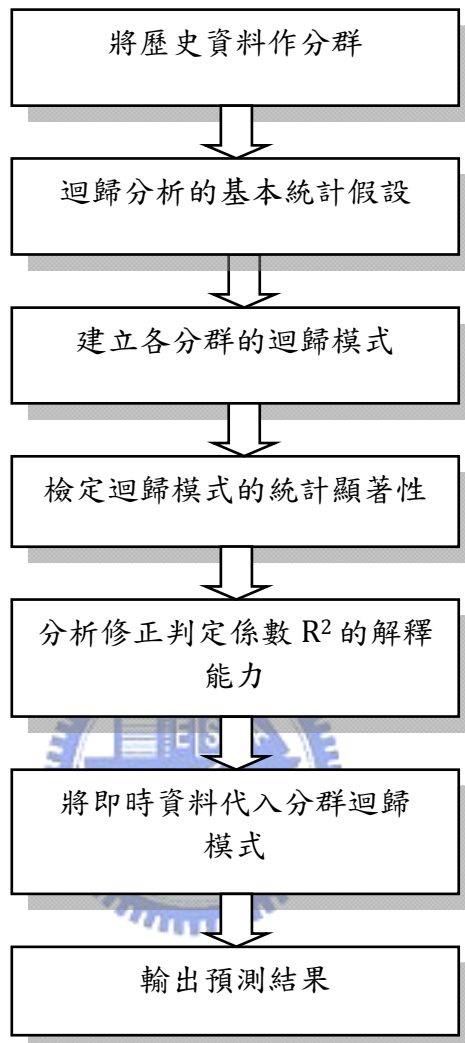 將歷史資料作分群
迴歸分析的基本統計假設
建立各分群的迴歸模式
檢定迴歸模式的統計顯著性
分析修正判定係數 R² 的解釋
能力
將即時資料代入分群迴歸
模式
輸出預測結果